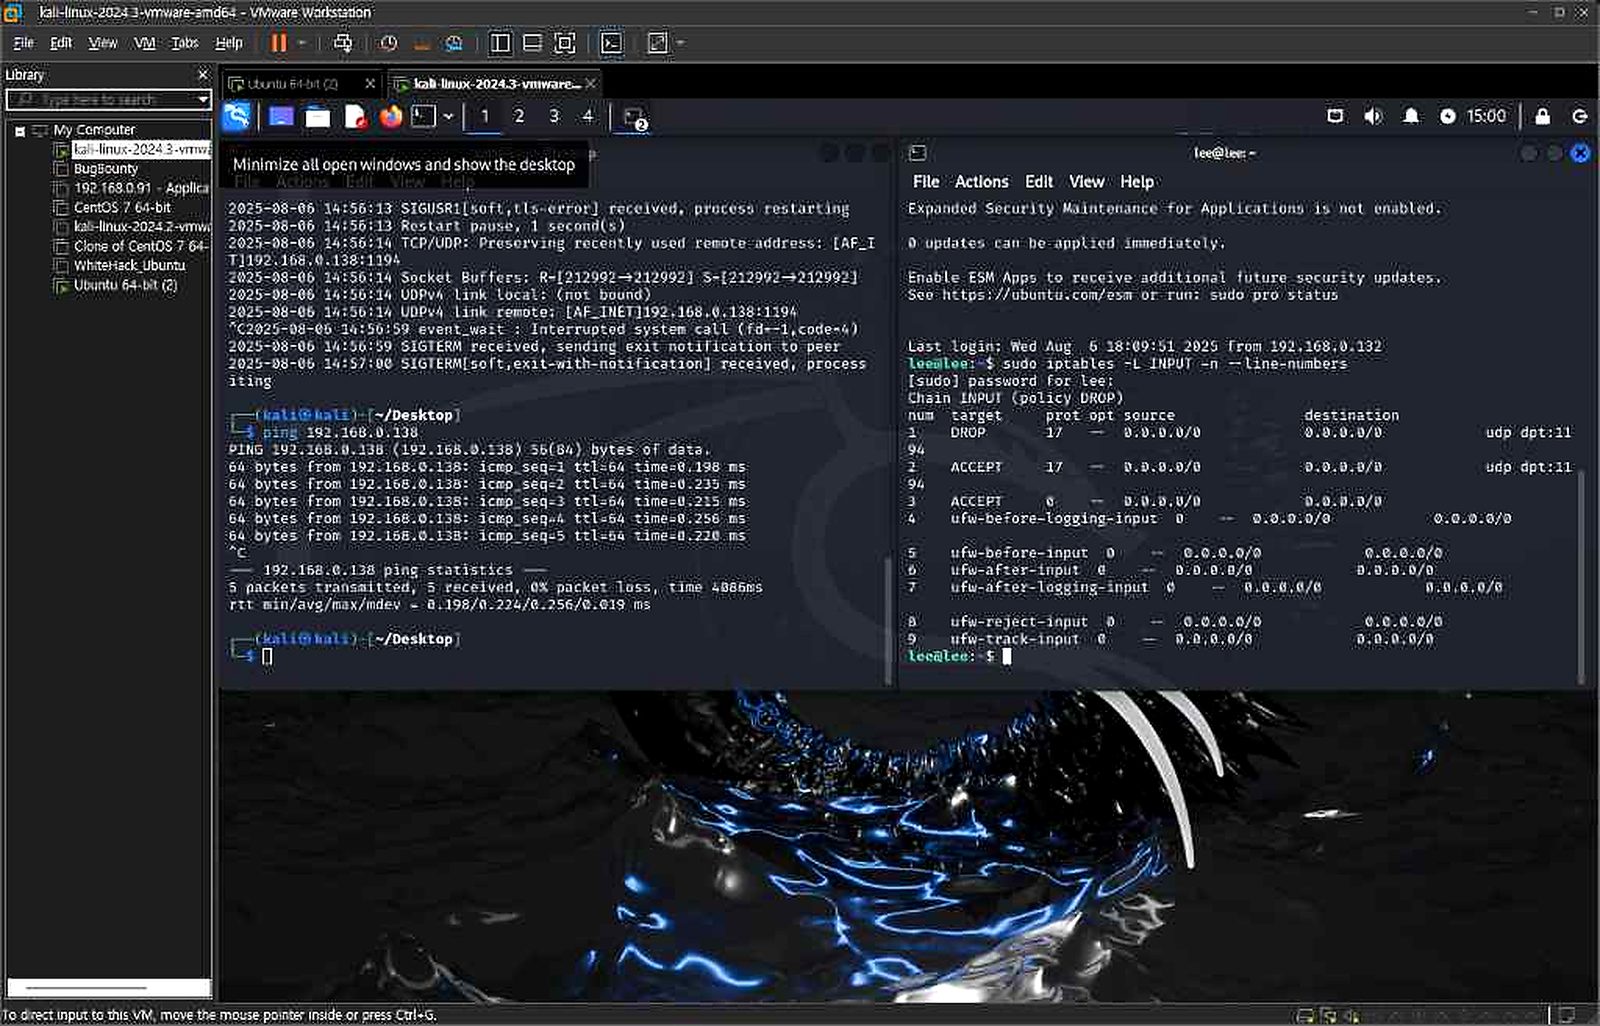 kali-linux-2024.3-vmware-amd64 - VMware Workstation
File Edit View VM Tabs Help
Library
Type here to search
My Computer
kali-linux-2024.3-vmwa
BugBounty
192.168.0.91 - Applica
CentOS 7 64-bit
kali-linux-2024.2-vmwa
Clone of CentOS 7 64-
WhiteHack_Ubuntu
Ubuntu 64-bit (2)
Ubuntu 64-bit (2)
kali-linux-2024.3-vmware...
1 2 3 4
2
15:00
Minimize all open windows and show the desktop
File Actions Edit View Help
2025-08-06 14:56:13 SIGUSR1[soft,tls-error] received, process restarting
2025-08-06 14:56:13 Restart pause, 1 second(s)
2025-08-06 14:56:14 TCP/UDP: Preserving recently used remote address: [AF_I
T]192.168.0.138:1194
2025-08-06 14:56:14 Socket Buffers: R=[212992→212992] S=[212992→212992]
2025-08-06 14:56:14 UDPv4 link local: (not bound)
2025-08-06 14:56:14 UDPv4 link remote: [AF_INET]192.168.0.138:1194
^C2025-08-06 14:56:59 event_wait : Interrupted system call (fd=-1,code=4)
2025-08-06 14:56:59 SIGTERM received, sending exit notification to peer
2025-08-06 14:57:00 SIGTERM[soft,exit-with-notification] received, process
iting
┌──(kali㉿kali)-[~/Desktop]
└─$ ping 192.168.0.138
PING 192.168.0.138 (192.168.0.138) 56(84) bytes of data.
64 bytes from 192.168.0.138: icmp_seq=1 ttl=64 time=0.198 ms
64 bytes from 192.168.0.138: icmp_seq=2 ttl=64 time=0.235 ms
64 bytes from 192.168.0.138: icmp_seq=3 ttl=64 time=0.215 ms
64 bytes from 192.168.0.138: icmp_seq=4 ttl=64 time=0.256 ms
64 bytes from 192.168.0.138: icmp_seq=5 ttl=64 time=0.220 ms
^C
── 192.168.0.138 ping statistics ──
5 packets transmitted, 5 received, 0% packet loss, time 4086ms
rtt min/avg/max/mdev = 0.198/0.224/0.256/0.019 ms
┌──(kali㉿kali)-[~/Desktop]
└─$
lee@lee:~
File Actions Edit View Help
Expanded Security Maintenance for Applications is not enabled.
0 updates can be applied immediately.
Enable ESM Apps to receive additional future security updates.
See https://ubuntu.com/esm or run: sudo pro status
Last login: Wed Aug  6 18:09:51 2025 from 192.168.0.132
lee@lee:~$ sudo iptables -L INPUT -n --line-numbers
[sudo] password for lee:
Chain INPUT (policy DROP)
num target prot opt source destination
1 DROP 17 -- 0.0.0.0/0 0.0.0.0/0 udp dpt:11
94
2 ACCEPT 17 -- 0.0.0.0/0 0.0.0.0/0 udp dpt:11
94
3 ACCEPT 0 -- 0.0.0.0/0 0.0.0.0/0
4 ufw-before-logging-input 0 -- 0.0.0.0/0 0.0.0.0/0
5 ufw-before-input 0 -- 0.0.0.0/0 0.0.0.0/0
6 ufw-after-input 0 -- 0.0.0.0/0 0.0.0.0/0
7 ufw-after-logging-input 0 -- 0.0.0.0/0 0.0.0.0/0
8 ufw-reject-input 0 -- 0.0.0.0/0 0.0.0.0/0
9 ufw-track-input 0 -- 0.0.0.0/0 0.0.0.0/0
lee@lee:~$
To direct input to this VM, move the mouse pointer inside or press Ctrl+G.